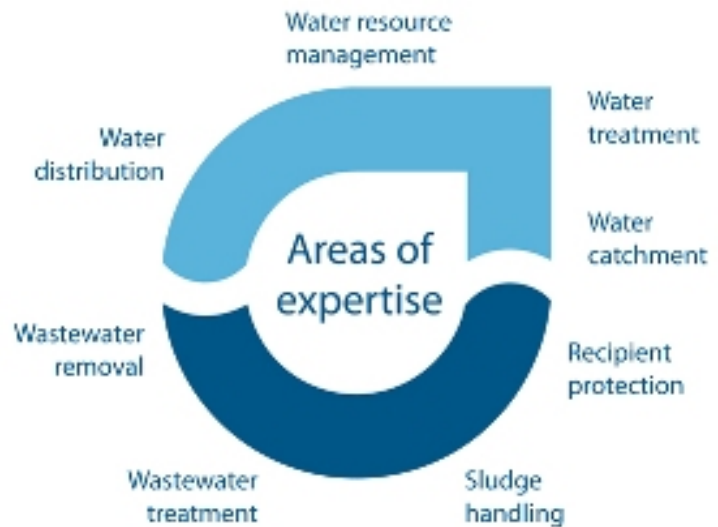 Water resource
management
Water
treatment
Water
distribution
Water
catchment
Areas of
expertise
Wastewater
removal
Recipient
protection
Wastewater
treatment
Sludge
handling